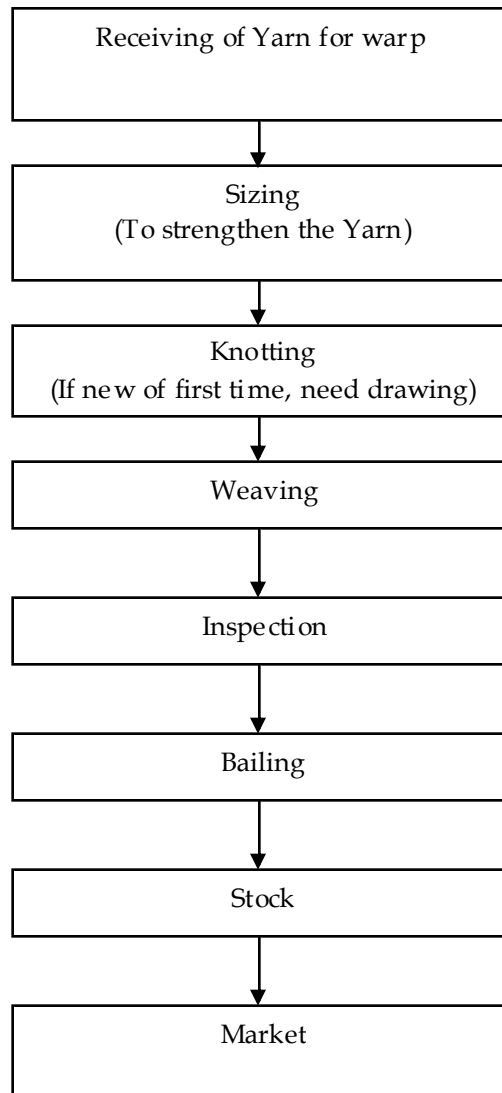 Receiving of Yarn for warp
Sizing
(To strengthen the Yarn)
Knotting
(If new of first time, need drawing)
Weaving
Inspection
Bailing
Stock
Market